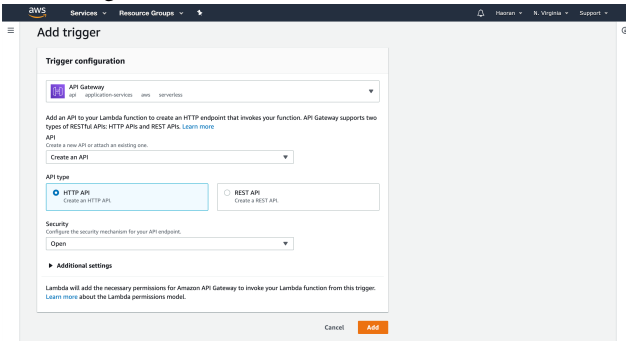 aws Services Resource Groups Haoran N. Virginia Support
Add trigger
Trigger configuration
API Gateway
api application-services aws serverless
Add an API to your Lambda function to create an HTTP endpoint that invokes your function. API Gateway supports two
types of RESTful APIs: HTTP APIs and REST APIs. Learn more
API
Create a new API or attach an existing one.
Create an API
API type
HTTP API REST API
Create an HTTP API. Create a REST API.
Security
Configure the security mechanism for your API endpoint.
Open
Additional settings
Lambda will add the necessary permissions for Amazon API Gateway to invoke your Lambda function from this trigger.
Learn more about the Lambda permissions model.
Cancel Add